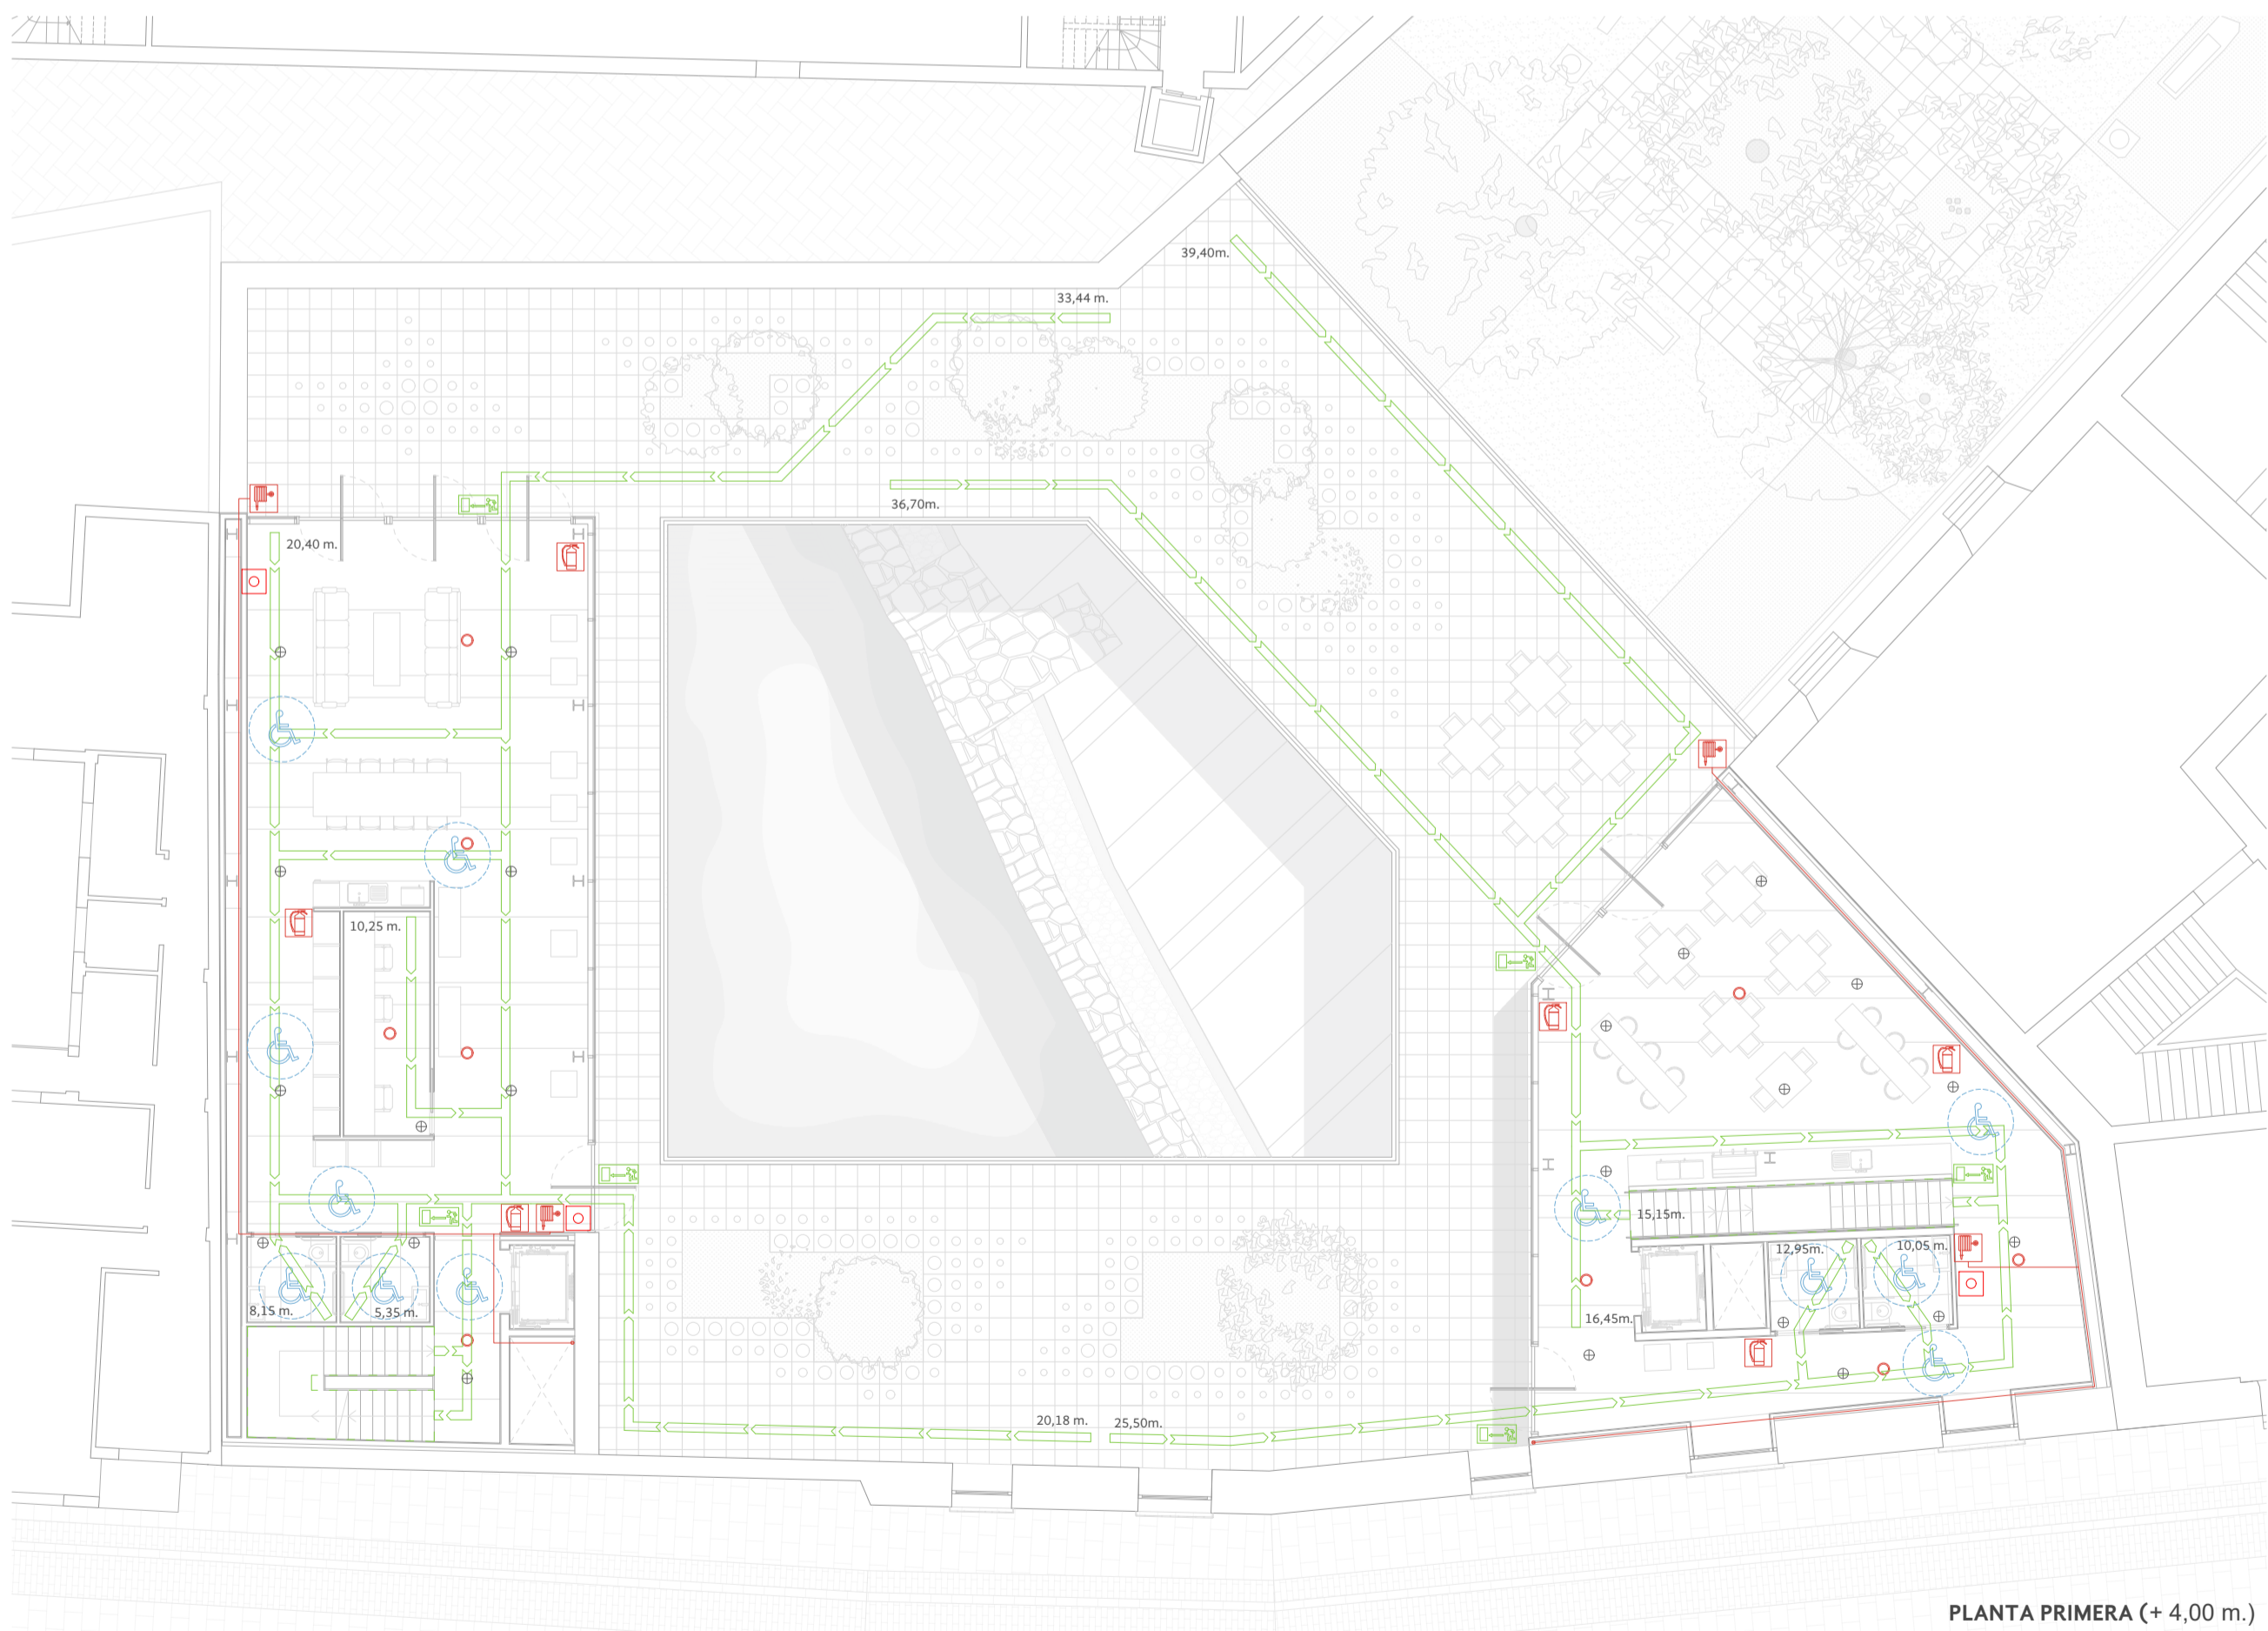 39,40m.
33,44 m.
36,70m.
20,40 m.
10,25 m.
15,15m.
12,95m.
10,05 m.
8,15 m.
5,35 m.
16,45m.
20,18 m.
25,50m.
PLANTA PRIMERA (+ 4,00 m.)